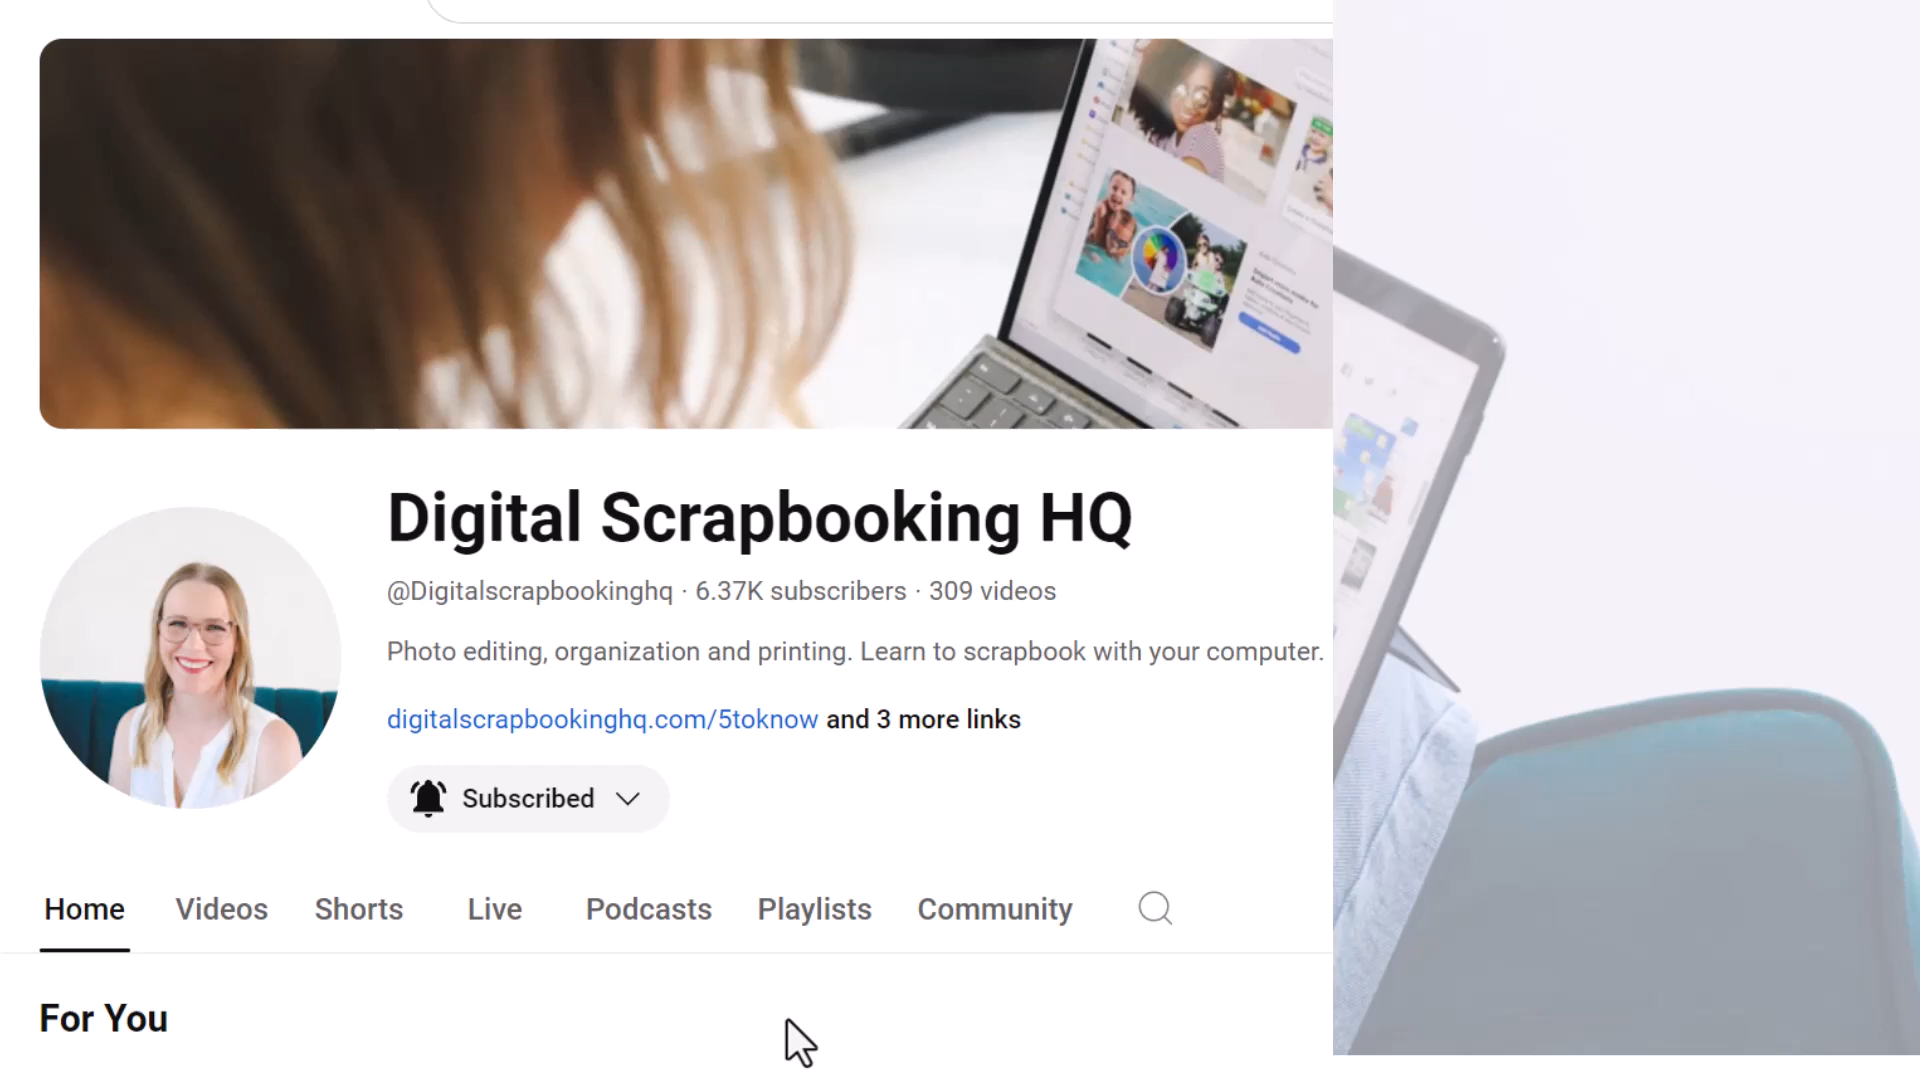 Digital Scrapbooking HQ
@Digitalscrapbookinghq · 6.37K subscribers · 309 videos
Photo editing, organization and printing. Learn to scrapbook with your computer.
digitalscrapbookinghq.com/5toknow and 3 more links
Subscribed
Home Videos Shorts Live Podcasts Playlists Community
For You